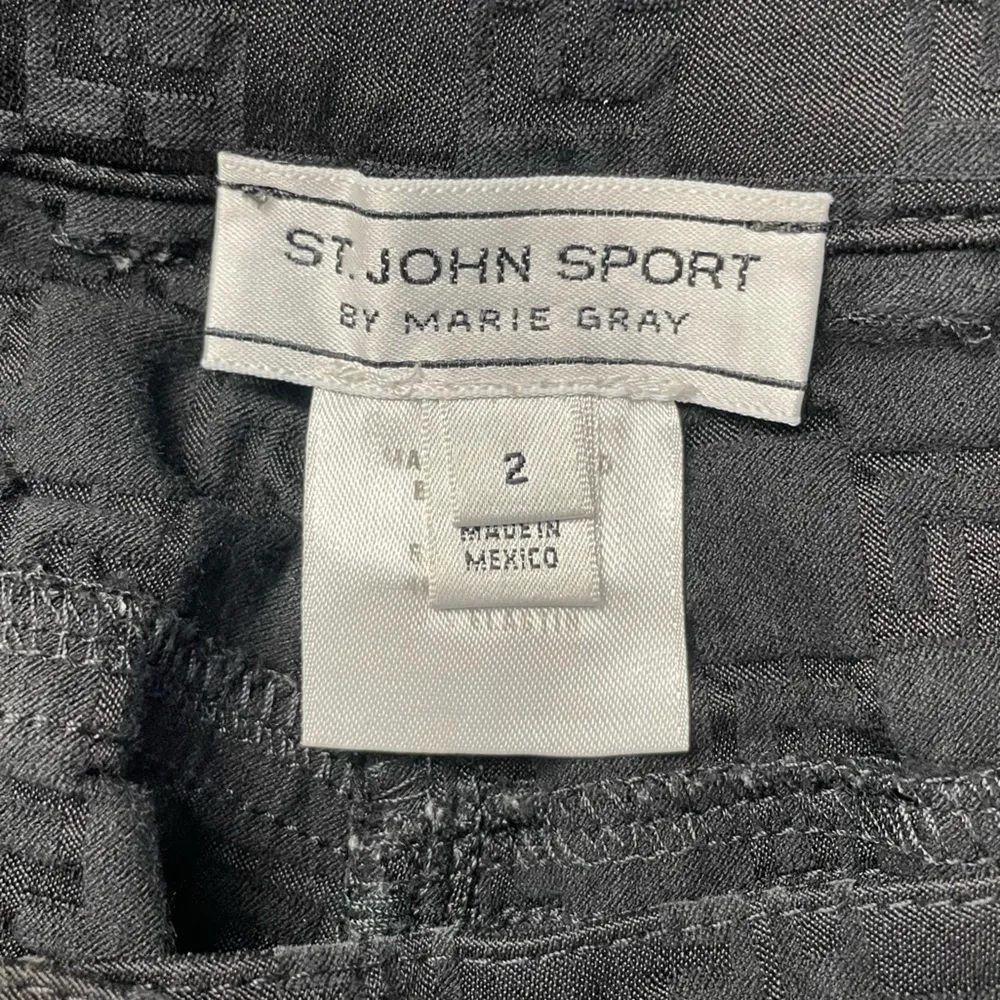 ST. JOHN SPORT
BY MARIE GRAY
2
MADE IN
MEXICO